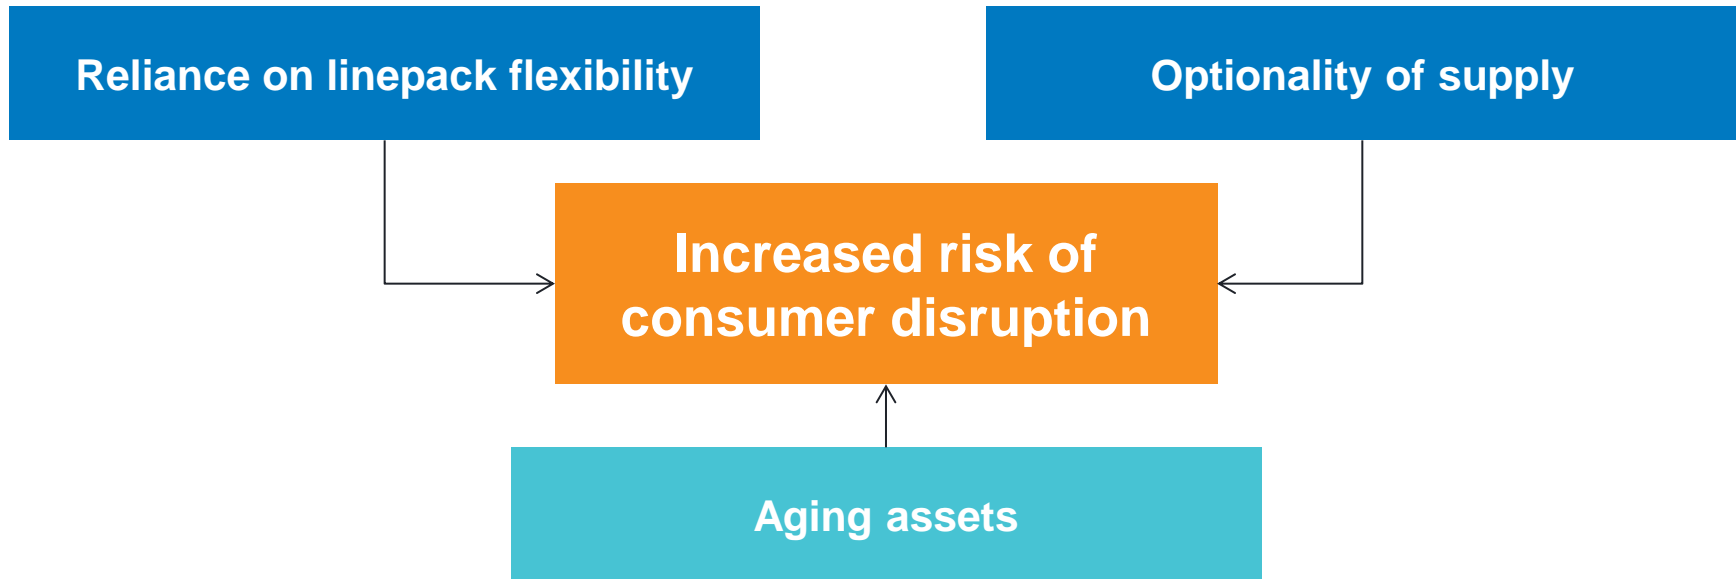 Reliance on linepack flexibility
Optionality of supply
Increased risk of
consumer disruption
Aging assets